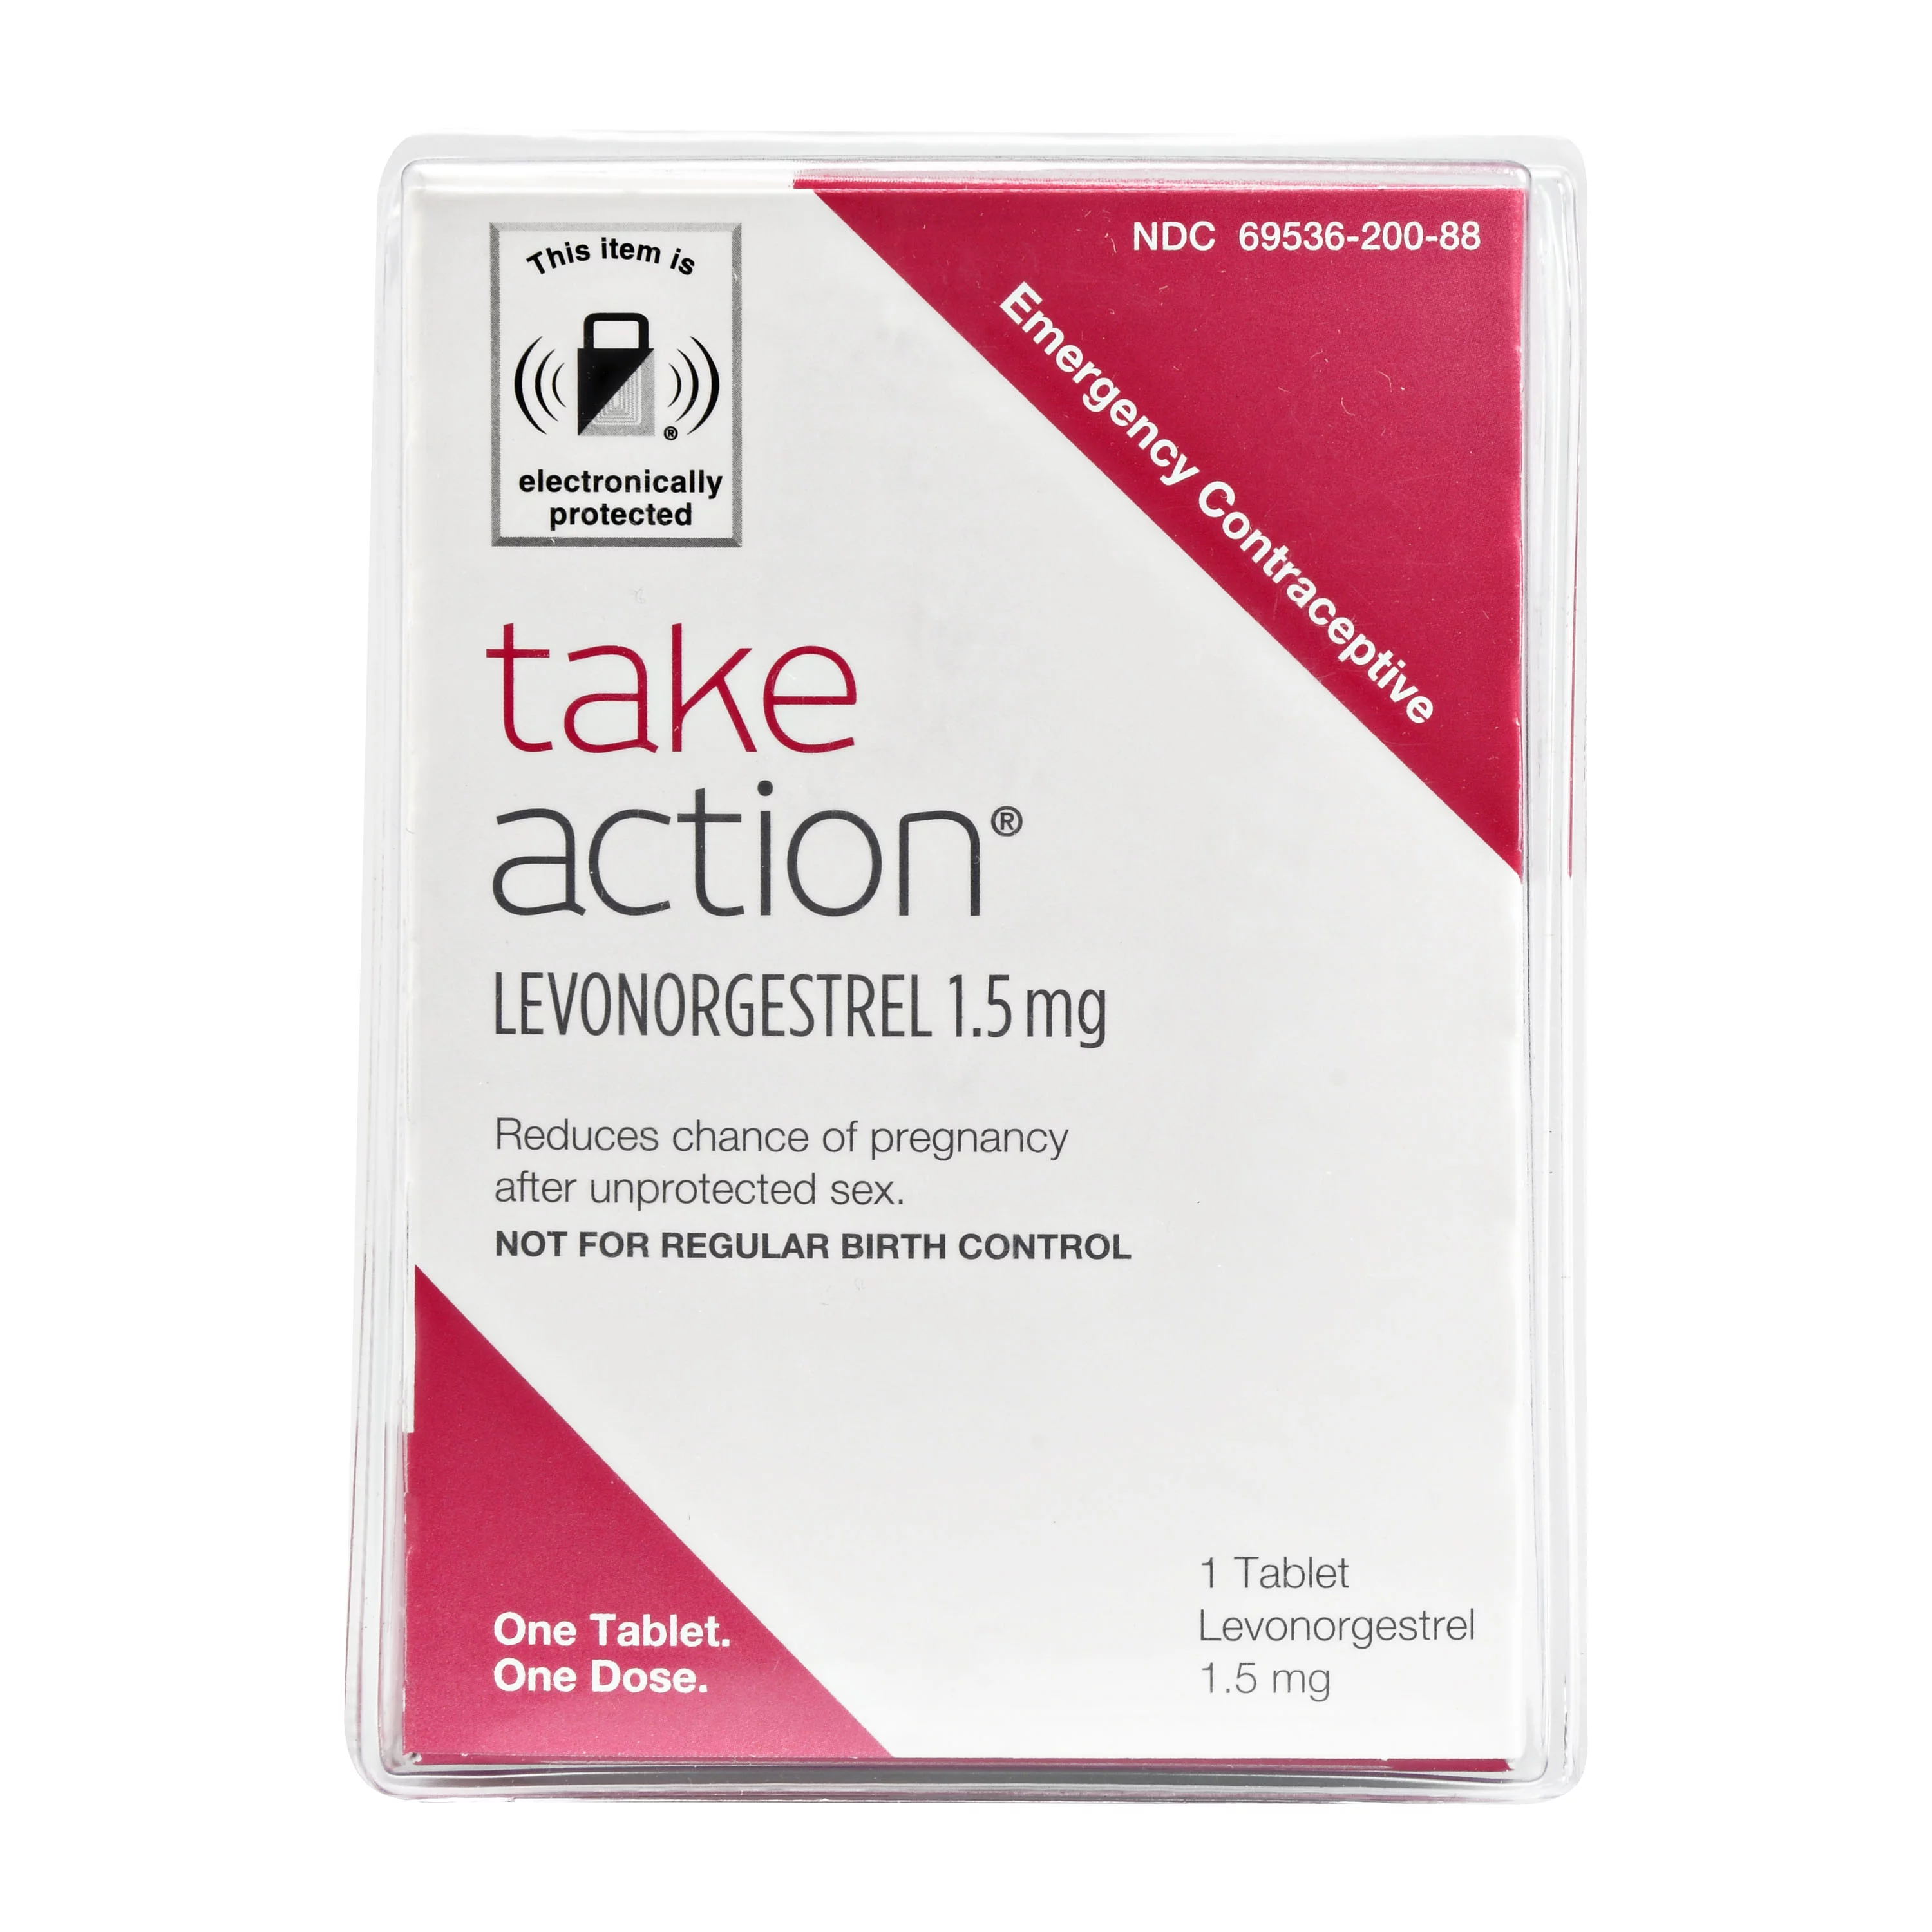 This item is
®
electronically
protected
NDC 69536-200-88
Emergency Contraceptive
take
action®
LEVONORGESTREL 1.5 mg
Reduces chance of pregnancy
after unprotected sex.
NOT FOR REGULAR BIRTH CONTROL
One Tablet.
One Dose.
1 Tablet
Levonorgestrel
1.5 mg